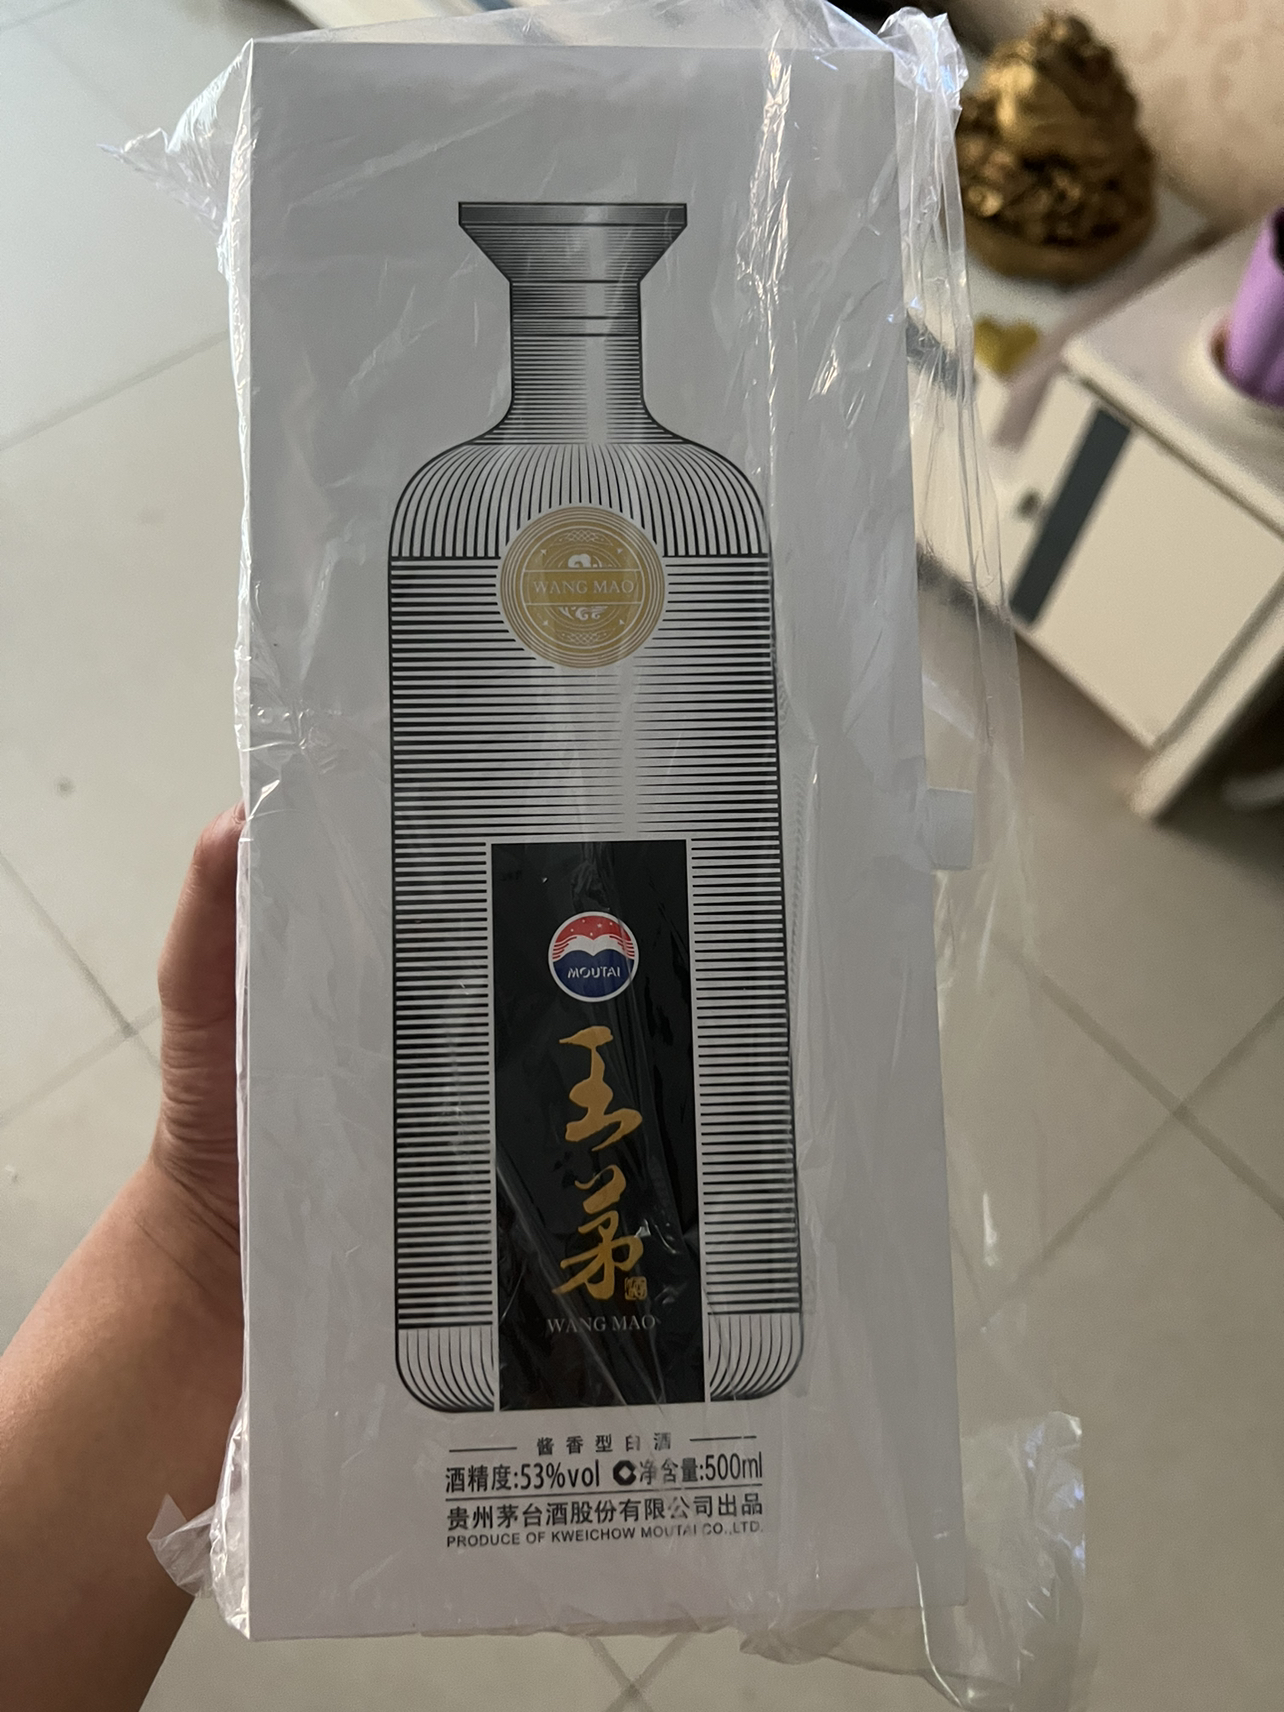 WANG MAO
MOUTAI
王
茅
WANG MAO
酱香型白酒
酒精度:53%vol 净含量:500ml
贵州茅台酒股份有限公司出品
PRODUCE OF KWEICHOW MOUTAI CO.,LTD.